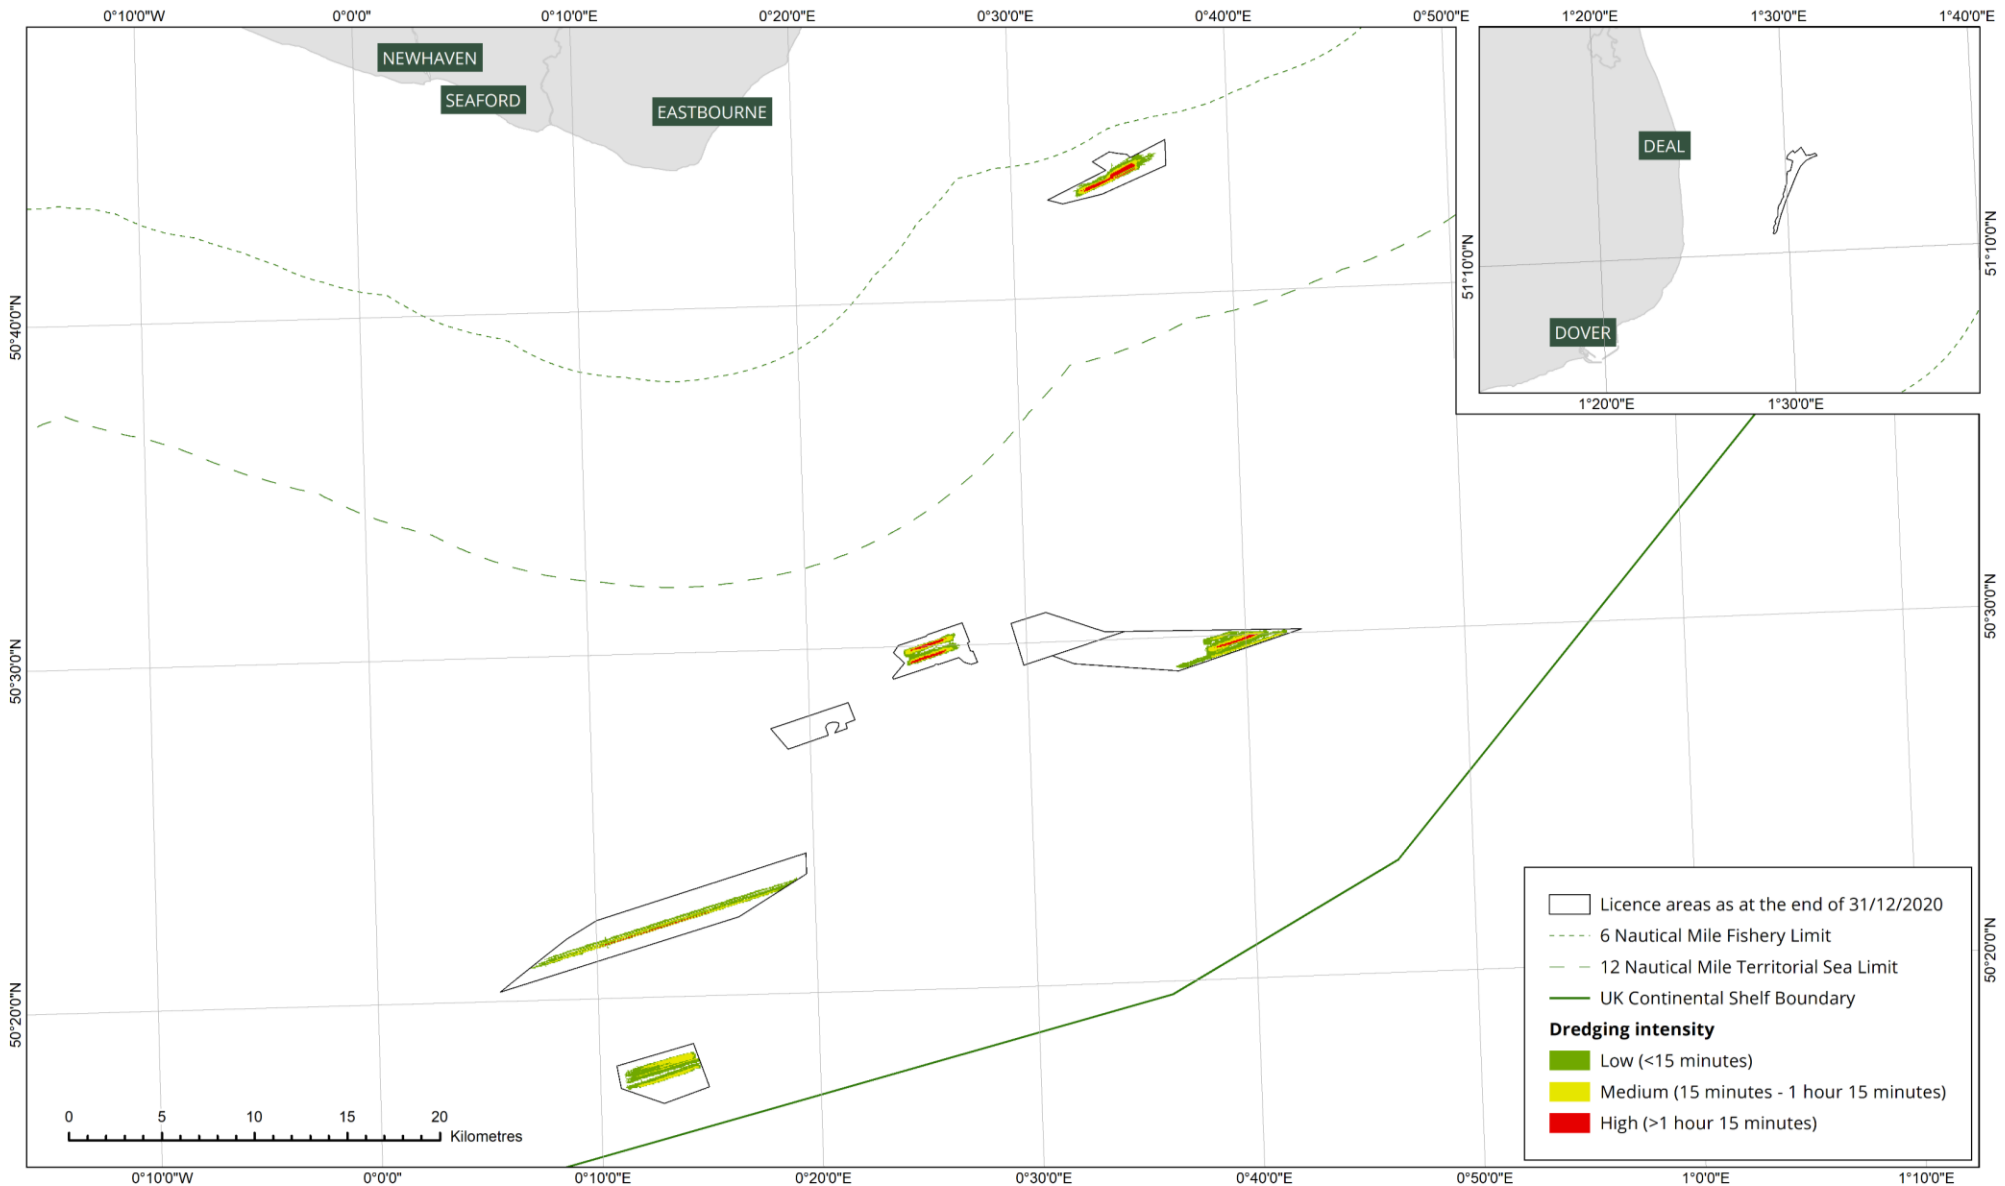 0°10'0"W
0°0'0"
0°10'0"E
0°20'0"E
0°30'0"E
0°40'0"E
0°50'0"E
1°20'0"E
1°30'0"E
1°40'0"E
NEWHAVEN
SEAFORD
EASTBOURNE
DEAL
DOVER
51°10'0"N
51°10'0"N
1°20'0"E
1°30'0"E
50°40'0"N
50°30'0"N
50°30'0"N
50°20'0"N
50°20'0"N
Licence areas as at the end of 31/12/2020
6 Nautical Mile Fishery Limit
12 Nautical Mile Territorial Sea Limit
UK Continental Shelf Boundary
Dredging intensity
Low (<15 minutes)
Medium (15 minutes - 1 hour 15 minutes)
High (>1 hour 15 minutes)
0 5 10 15 20
Kilometres
0°10'0"W
0°0'0"
0°10'0"E
0°20'0"E
0°30'0"E
0°40'0"E
0°50'0"E
1°0'0"E
1°10'0"E